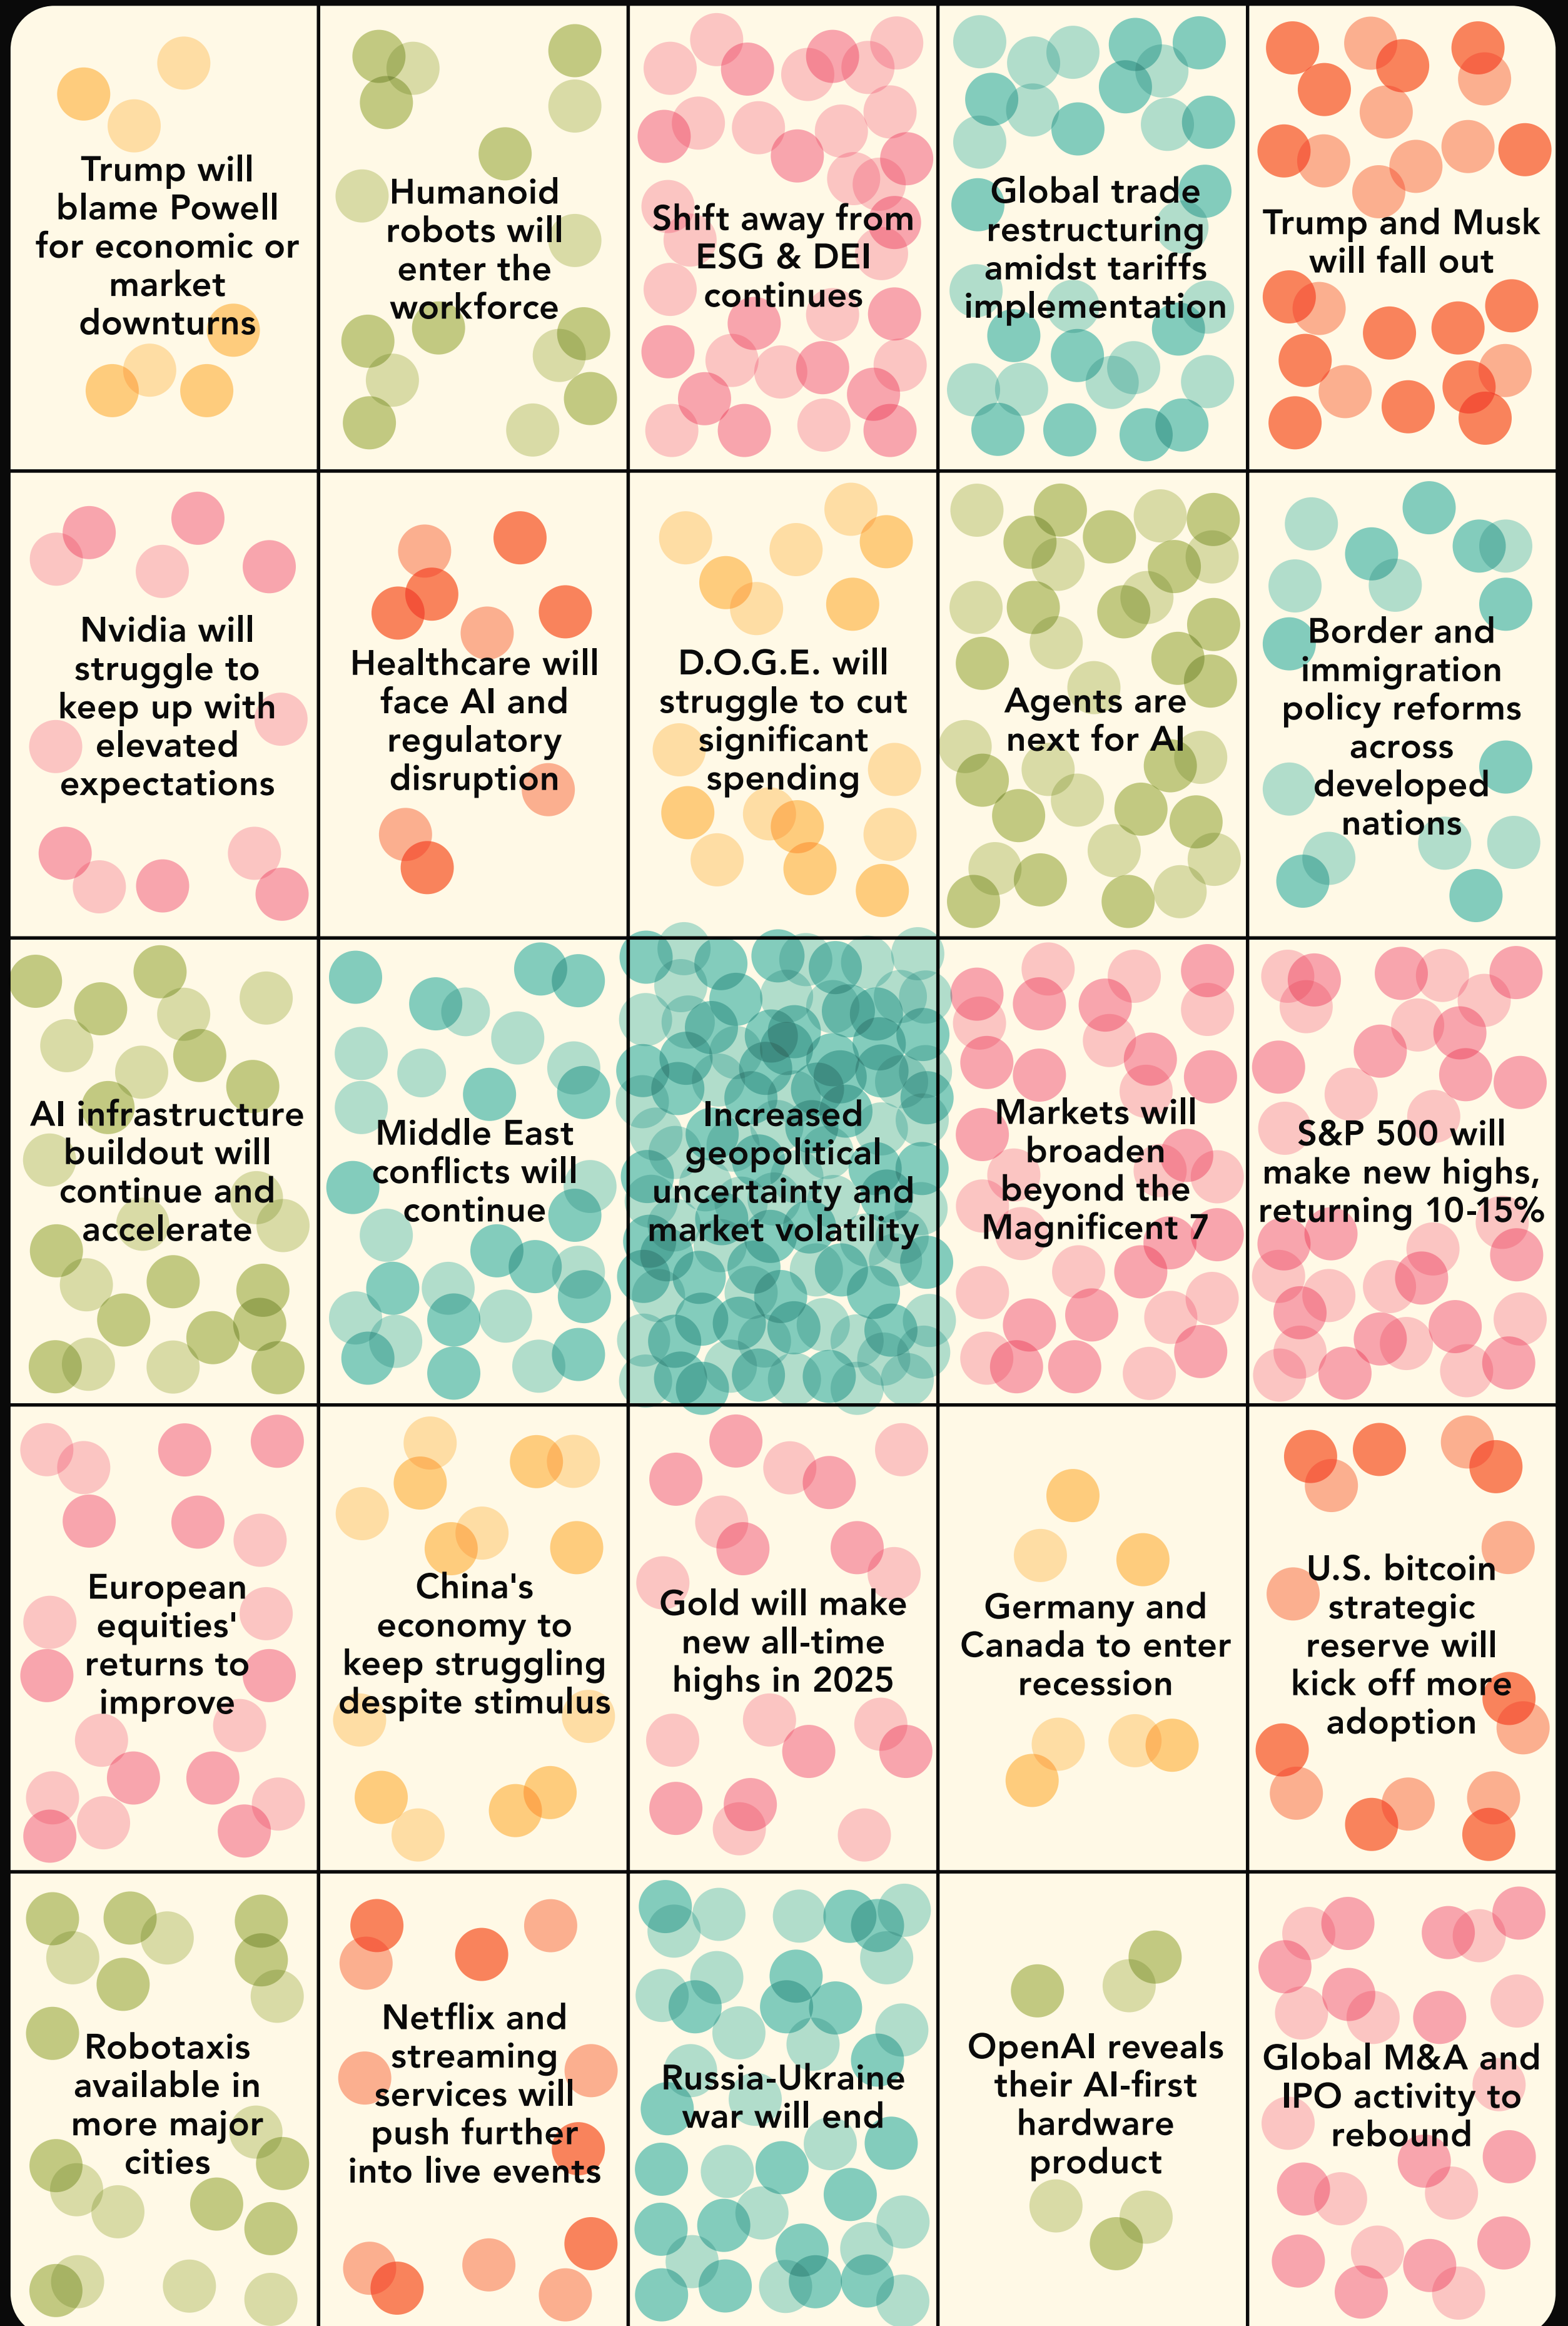 Trump will
blame Powell
for economic or
market
downturns
Humanoid
robots will
enter the
workforce
Shift away from
ESG & DEI
continues
Global trade
restructuring
amidst tariffs
implementation
Trump and Musk
will fall out
Nvidia will
struggle to
keep up with
elevated
expectations
Healthcare will
face AI and
regulatory
disruption
D.O.G.E. will
struggle to cut
significant
spending
Agents are
next for AI
Border and
immigration
policy reforms
across
developed
nations
AI infrastructure
buildout will
continue and
accelerate
Middle East
conflicts will
continue
Increased
geopolitical
uncertainty and
market volatility
Markets will
broaden
beyond the
Magnificent 7
S&P 500 will
make new highs,
returning 10-15%
European
equities'
returns to
improve
China's
economy to
keep struggling
despite stimulus
Gold will make
new all-time
highs in 2025
Germany and
Canada to enter
recession
U.S. bitcoin
strategic
reserve will
kick off more
adoption
Robotaxis
available in
more major
cities
Netflix and
streaming
services will
push further
into live events
Russia-Ukraine
war will end
OpenAI reveals
their AI-first
hardware
product
Global M&A and
IPO activity to
rebound